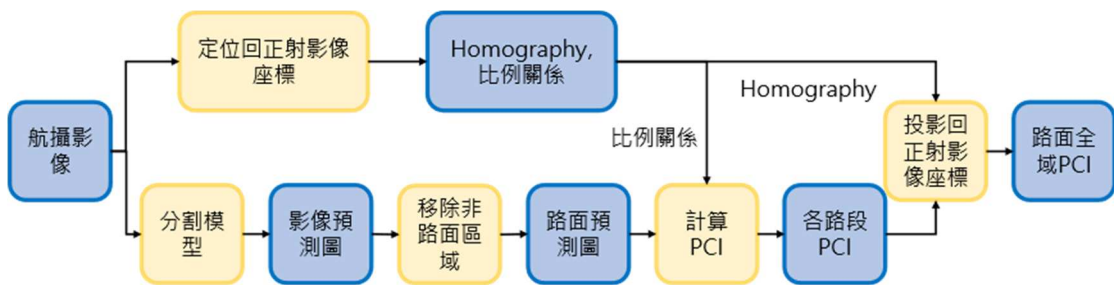 定位回正射影像
座標
Homography,
比例關係
Homography
比例關係
航攝影
像
投影回
正射影
像座標
路面全
域PCI
分割模
型
影像預
測圖
移除非
路面區
域
路面預
測圖
計算
PCI
各路段
PCI